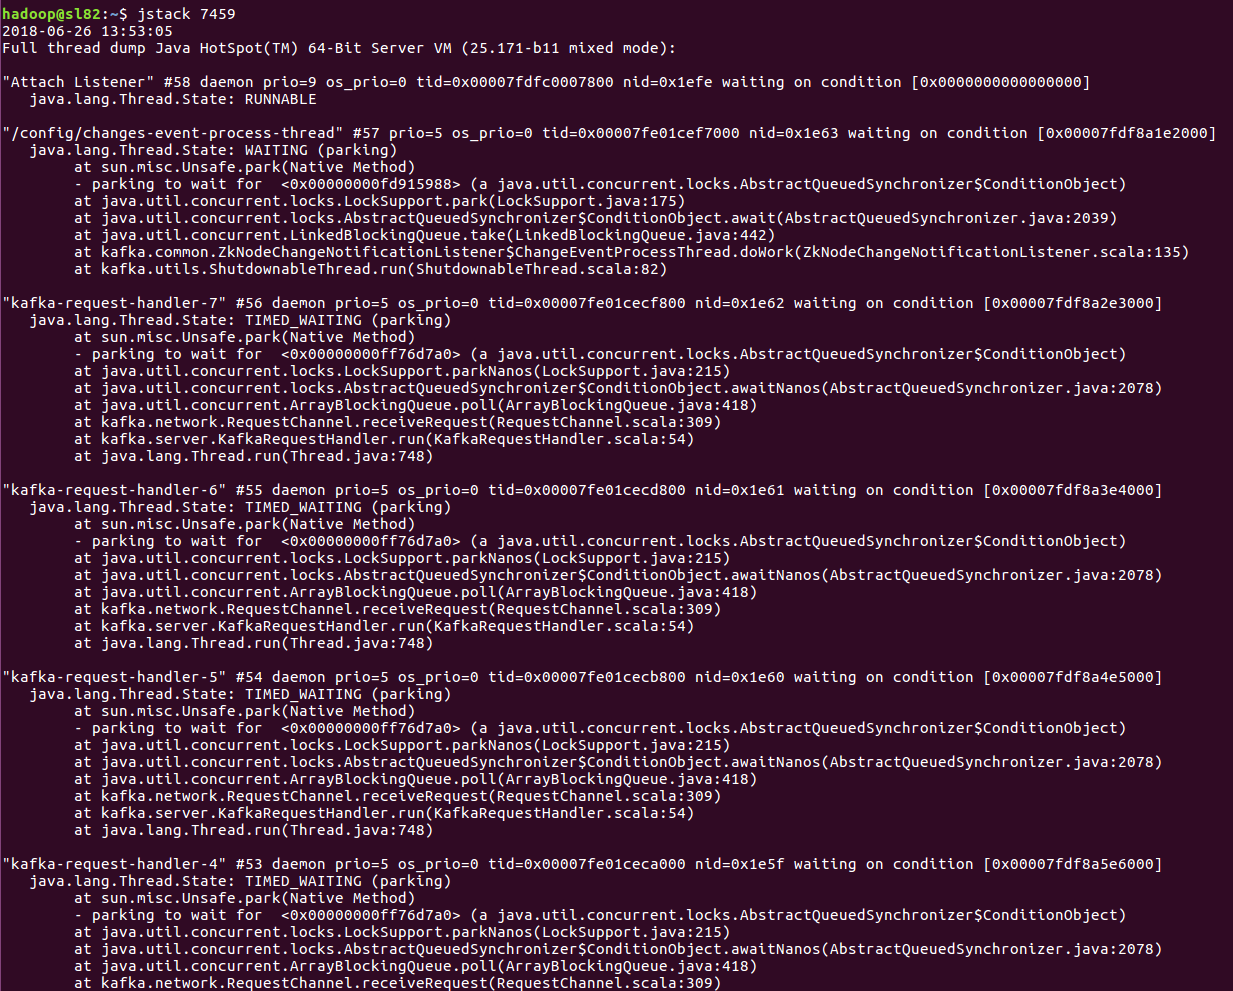 hadoop@sl82:~$ jstack 7459
2018-06-26 13:53:05
Full thread dump Java HotSpot(TM) 64-Bit Server VM (25.171-b11 mixed mode):
"Attach Listener" #58 daemon prio=9 os_prio=0 tid=0x00007fdfc0007800 nid=0x1efe waiting on condition [0x0000000000000000]
   java.lang.Thread.State: RUNNABLE
"/config/changes-event-process-thread" #57 prio=5 os_prio=0 tid=0x00007fe01cef7000 nid=0x1e63 waiting on condition [0x00007fdf8a1e2000]
   java.lang.Thread.State: WAITING (parking)
        at sun.misc.Unsafe.park(Native Method)
        - parking to wait for  <0x00000000fd915988> (a java.util.concurrent.locks.AbstractQueuedSynchronizer$ConditionObject)
        at java.util.concurrent.locks.LockSupport.park(LockSupport.java:175)
        at java.util.concurrent.locks.AbstractQueuedSynchronizer$ConditionObject.await(AbstractQueuedSynchronizer.java:2039)
        at java.util.concurrent.LinkedBlockingQueue.take(LinkedBlockingQueue.java:442)
        at kafka.common.ZkNodeChangeNotificationListener$ChangeEventProcessThread.doWork(ZkNodeChangeNotificationListener.scala:135)
        at kafka.utils.ShutdownableThread.run(ShutdownableThread.scala:82)
"kafka-request-handler-7" #56 daemon prio=5 os_prio=0 tid=0x00007fe01cecf800 nid=0x1e62 waiting on condition [0x00007fdf8a2e3000]
   java.lang.Thread.State: TIMED_WAITING (parking)
        at sun.misc.Unsafe.park(Native Method)
        - parking to wait for  <0x00000000ff76d7a0> (a java.util.concurrent.locks.AbstractQueuedSynchronizer$ConditionObject)
        at java.util.concurrent.locks.LockSupport.parkNanos(LockSupport.java:215)
        at java.util.concurrent.locks.AbstractQueuedSynchronizer$ConditionObject.awaitNanos(AbstractQueuedSynchronizer.java:2078)
        at java.util.concurrent.ArrayBlockingQueue.poll(ArrayBlockingQueue.java:418)
        at kafka.network.RequestChannel.receiveRequest(RequestChannel.scala:309)
        at kafka.server.KafkaRequestHandler.run(KafkaRequestHandler.scala:54)
        at java.lang.Thread.run(Thread.java:748)
"kafka-request-handler-6" #55 daemon prio=5 os_prio=0 tid=0x00007fe01cecd800 nid=0x1e61 waiting on condition [0x00007fdf8a3e4000]
   java.lang.Thread.State: TIMED_WAITING (parking)
        at sun.misc.Unsafe.park(Native Method)
        - parking to wait for  <0x00000000ff76d7a0> (a java.util.concurrent.locks.AbstractQueuedSynchronizer$ConditionObject)
        at java.util.concurrent.locks.LockSupport.parkNanos(LockSupport.java:215)
        at java.util.concurrent.locks.AbstractQueuedSynchronizer$ConditionObject.awaitNanos(AbstractQueuedSynchronizer.java:2078)
        at java.util.concurrent.ArrayBlockingQueue.poll(ArrayBlockingQueue.java:418)
        at kafka.network.RequestChannel.receiveRequest(RequestChannel.scala:309)
        at kafka.server.KafkaRequestHandler.run(KafkaRequestHandler.scala:54)
        at java.lang.Thread.run(Thread.java:748)
"kafka-request-handler-5" #54 daemon prio=5 os_prio=0 tid=0x00007fe01cecb800 nid=0x1e60 waiting on condition [0x00007fdf8a4e5000]
   java.lang.Thread.State: TIMED_WAITING (parking)
        at sun.misc.Unsafe.park(Native Method)
        - parking to wait for  <0x00000000ff76d7a0> (a java.util.concurrent.locks.AbstractQueuedSynchronizer$ConditionObject)
        at java.util.concurrent.locks.LockSupport.parkNanos(LockSupport.java:215)
        at java.util.concurrent.locks.AbstractQueuedSynchronizer$ConditionObject.awaitNanos(AbstractQueuedSynchronizer.java:2078)
        at java.util.concurrent.ArrayBlockingQueue.poll(ArrayBlockingQueue.java:418)
        at kafka.network.RequestChannel.receiveRequest(RequestChannel.scala:309)
        at kafka.server.KafkaRequestHandler.run(KafkaRequestHandler.scala:54)
        at java.lang.Thread.run(Thread.java:748)
"kafka-request-handler-4" #53 daemon prio=5 os_prio=0 tid=0x00007fe01ceca000 nid=0x1e5f waiting on condition [0x00007fdf8a5e6000]
   java.lang.Thread.State: TIMED_WAITING (parking)
        at sun.misc.Unsafe.park(Native Method)
        - parking to wait for  <0x00000000ff76d7a0> (a java.util.concurrent.locks.AbstractQueuedSynchronizer$ConditionObject)
        at java.util.concurrent.locks.LockSupport.parkNanos(LockSupport.java:215)
        at java.util.concurrent.locks.AbstractQueuedSynchronizer$ConditionObject.awaitNanos(AbstractQueuedSynchronizer.java:2078)
        at java.util.concurrent.ArrayBlockingQueue.poll(ArrayBlockingQueue.java:418)
        at kafka.network.RequestChannel.receiveRequest(RequestChannel.scala:309)